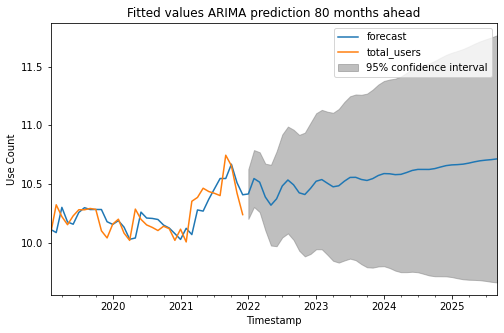 Fitted values ARIMA prediction 80 months ahead
forecast
total_users
95% confidence interval
11.5
11.0
10.5
10.0
Use Count
2020
2021
2022
2023
2024
2025
Timestamp